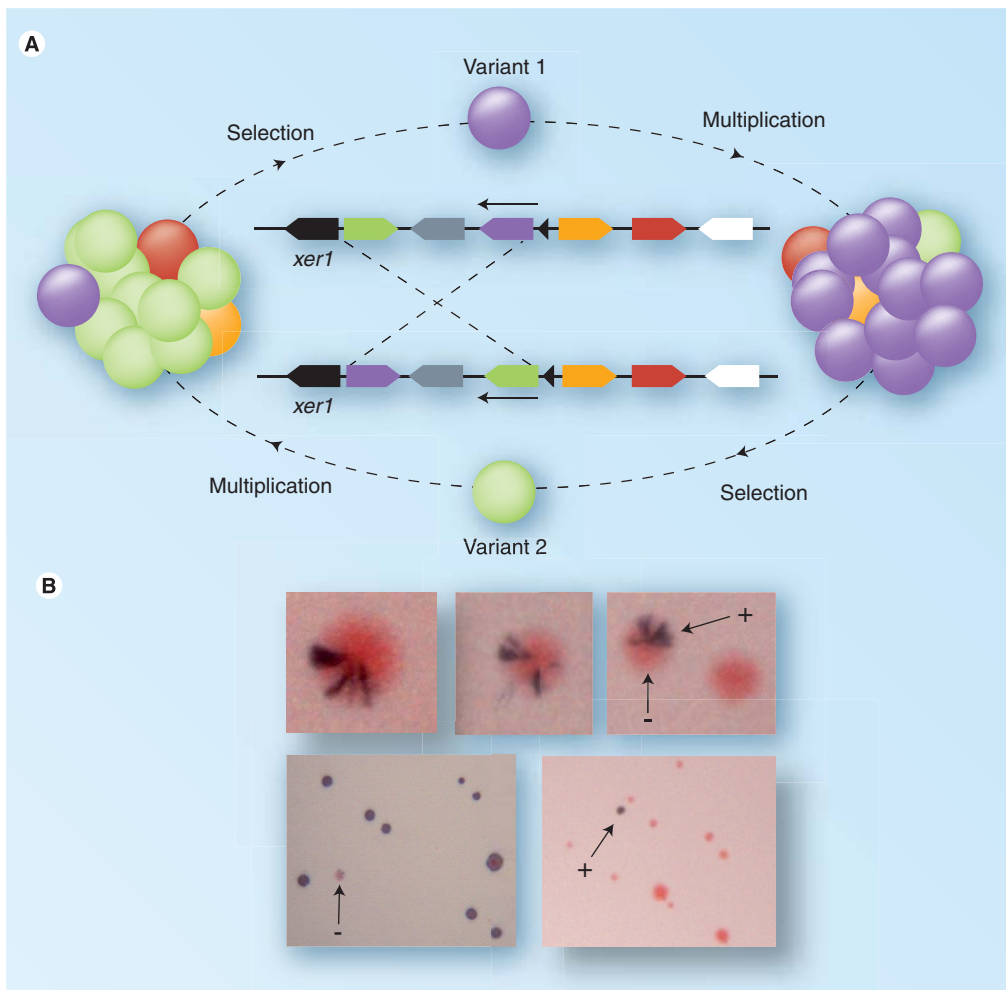 A
Variant 1
Selection
Multiplication
xer1
xer1
Multiplication
Selection
Variant 2
B
+
-
+
-